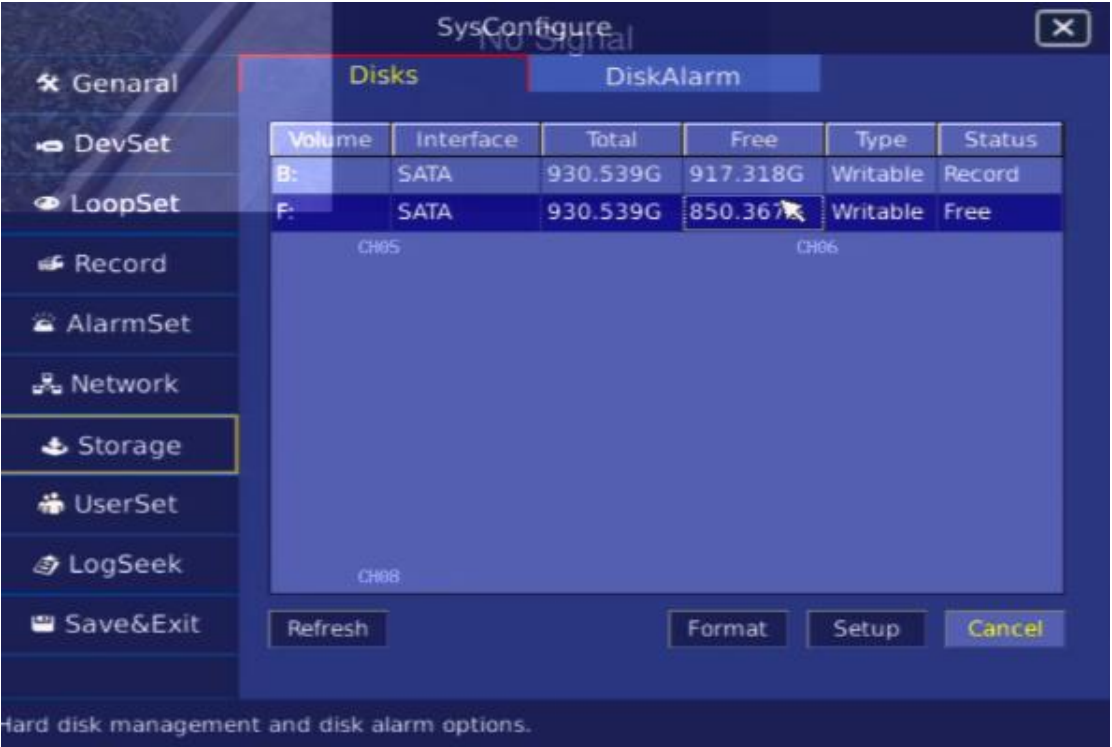 SysConfigure
No Signal
Genaral
DevSet
LoopSet
Record
AlarmSet
Network
Storage
UserSet
LogSeek
Save&Exit
Disks DiskAlarm
Volume Interface Total Free Type Status
B: SATA 930.539G 917.318G Writable Record
F: SATA 930.539G 850.367 Writable Free
CH05 CH06
CH08
Refresh Format Setup Cancel
Hard disk management and disk alarm options.